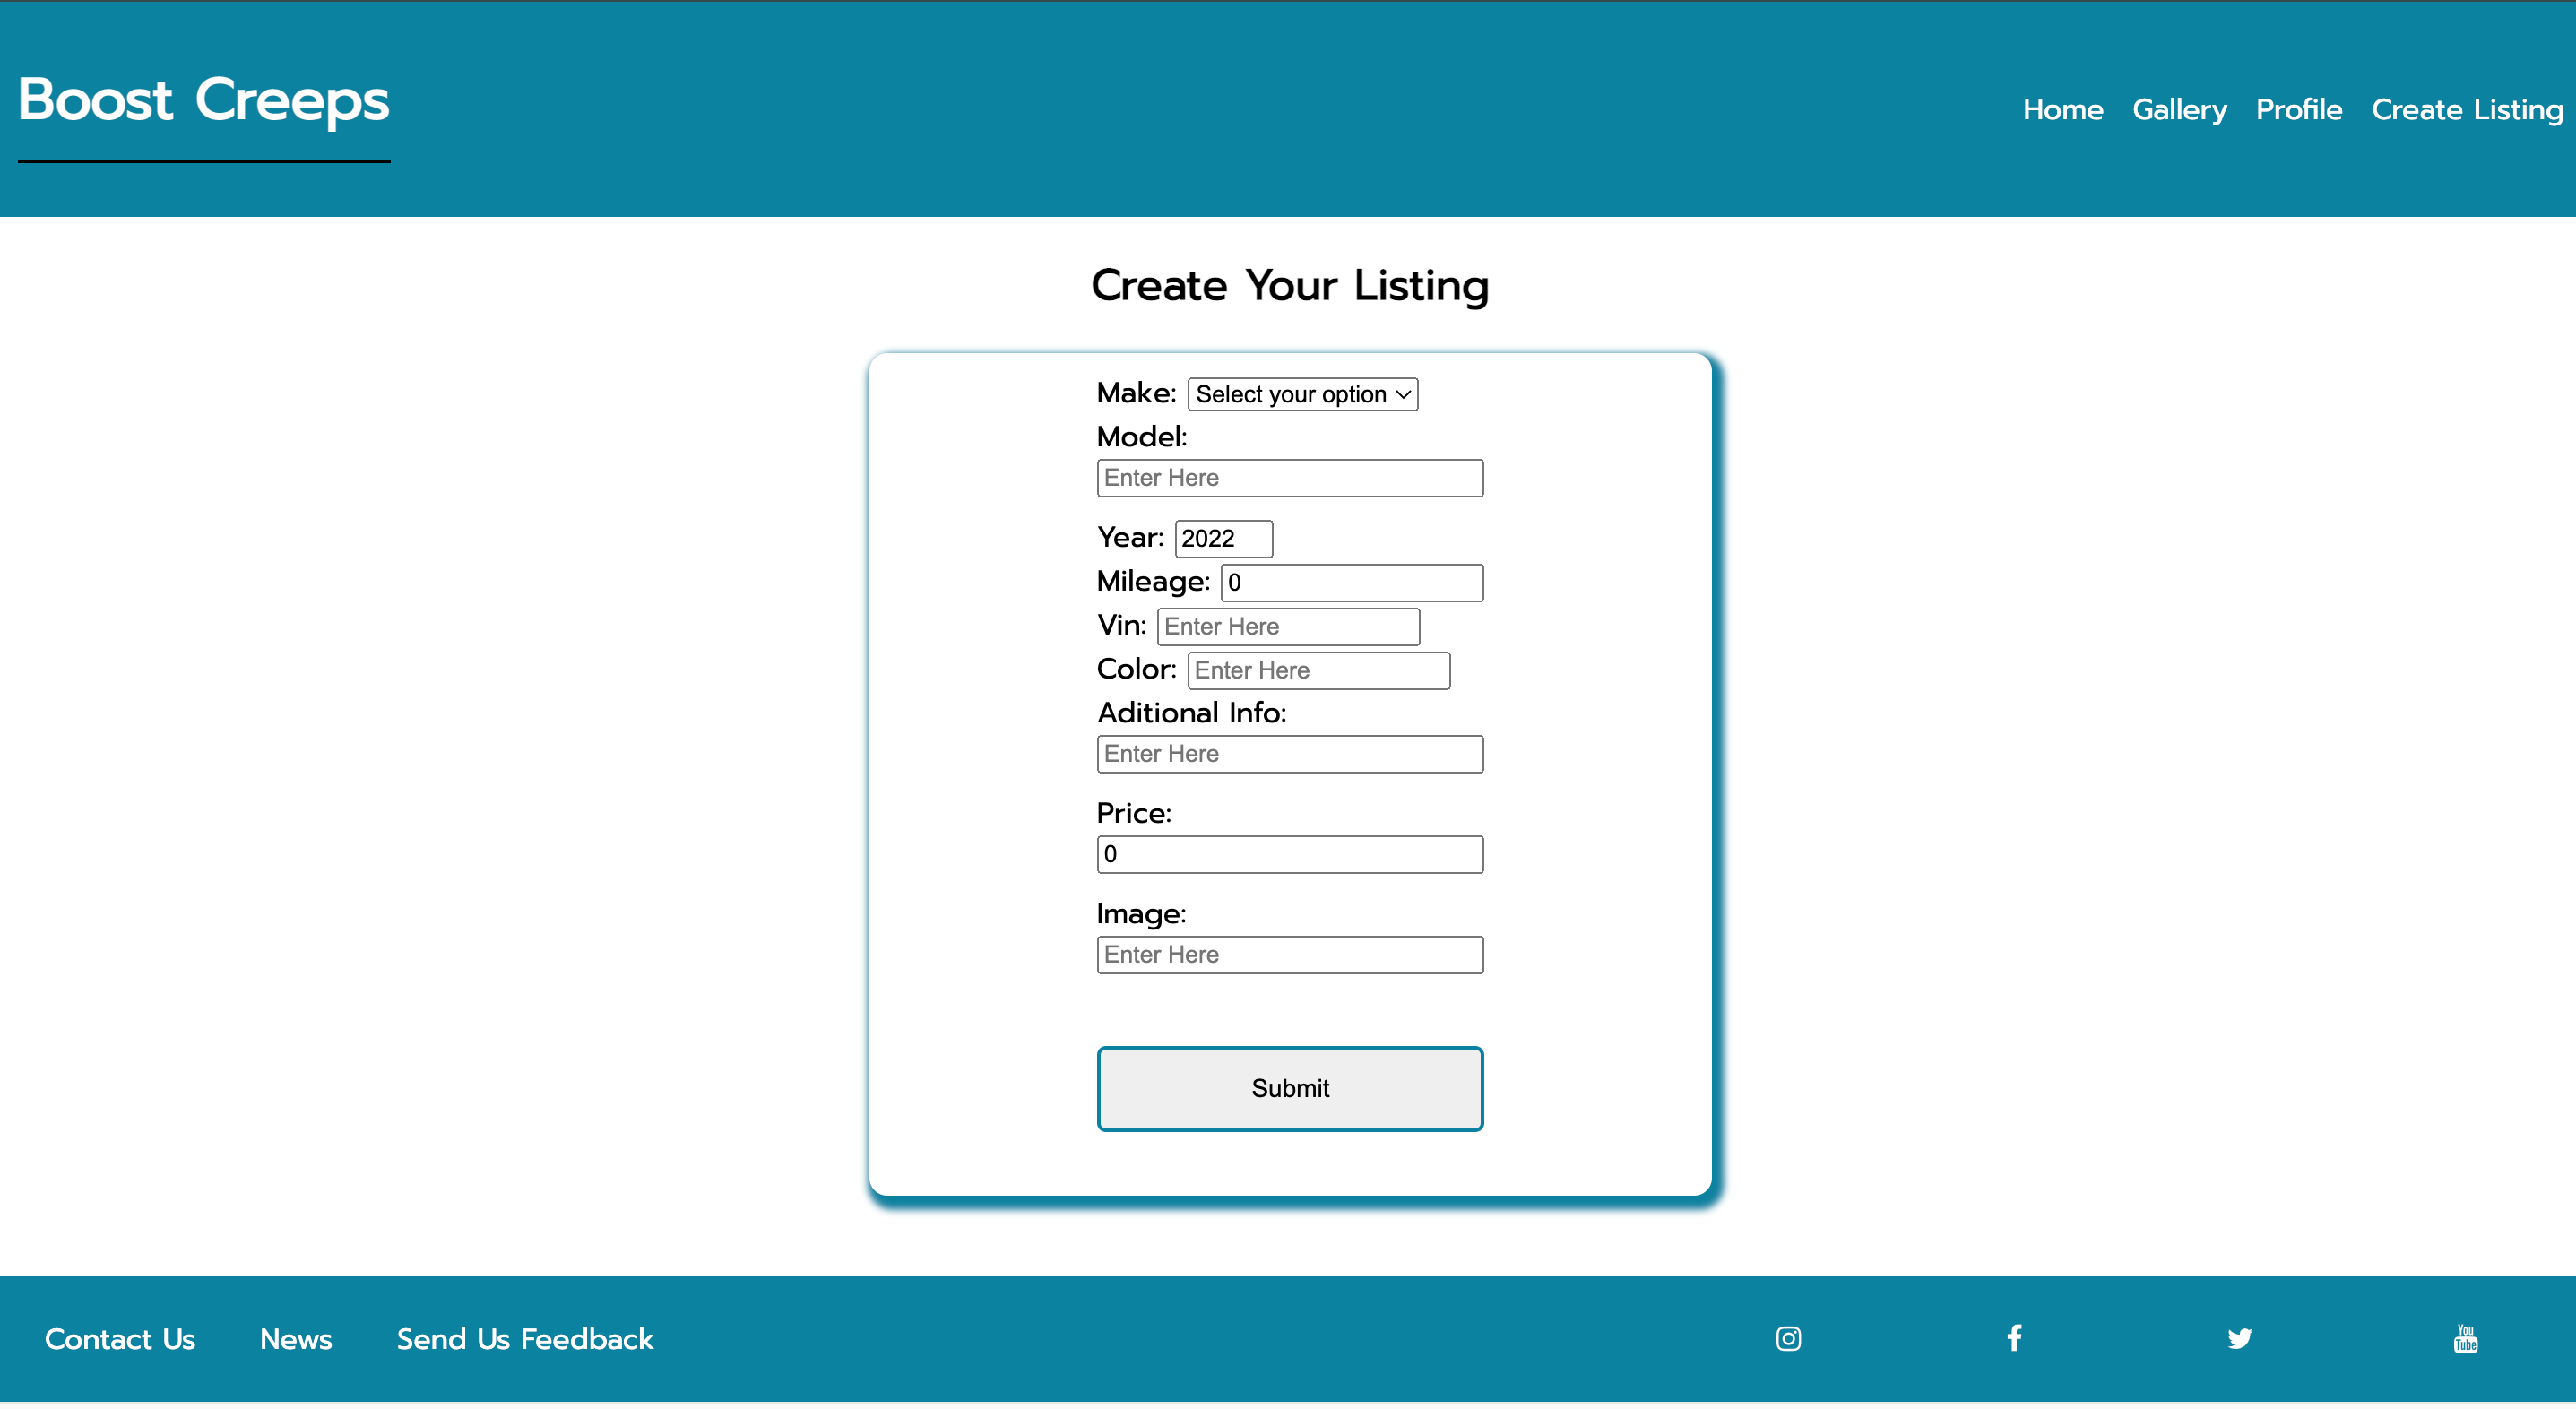 Boost Creeps
Home Gallery Profile Create Listing
Create Your Listing
Make: Select your option
Model:
Enter Here
Year: 2022
Mileage: 0
Vin: Enter Here
Color: Enter Here
Aditional Info:
Enter Here
Price:
0
Image:
Enter Here
Submit
Contact Us News Send Us Feedback
You
Tube